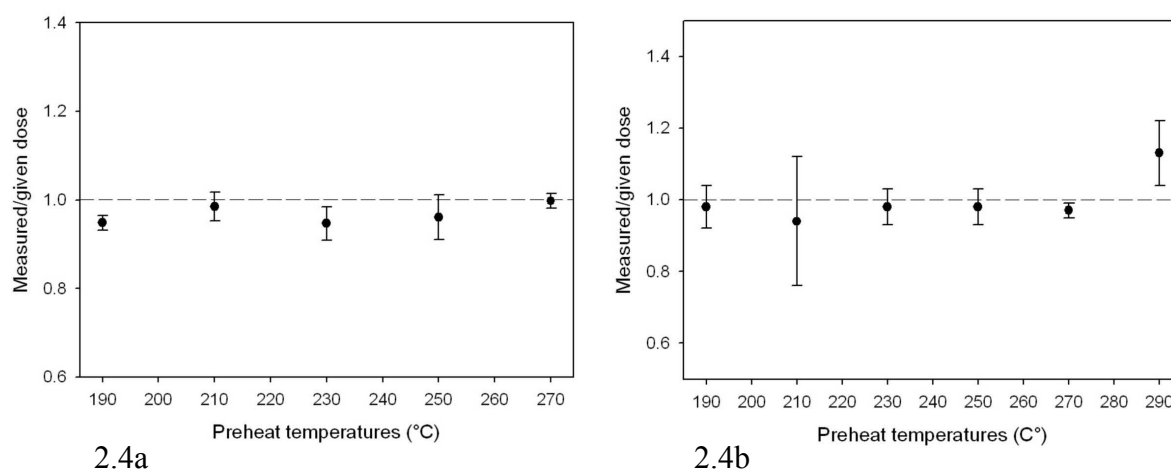 1.4
1.2
1.0
0.8
0.6
Measured/given dose
190 200 210 220 230 240 250 260 270
Preheat temperatures (°C)
2.4a
1.4
1.2
1.0
0.8
0.6
Measured/given dose
190 200 210 220 230 240 250 260 270 280 290
Preheat temperatures (C°)
2.4b